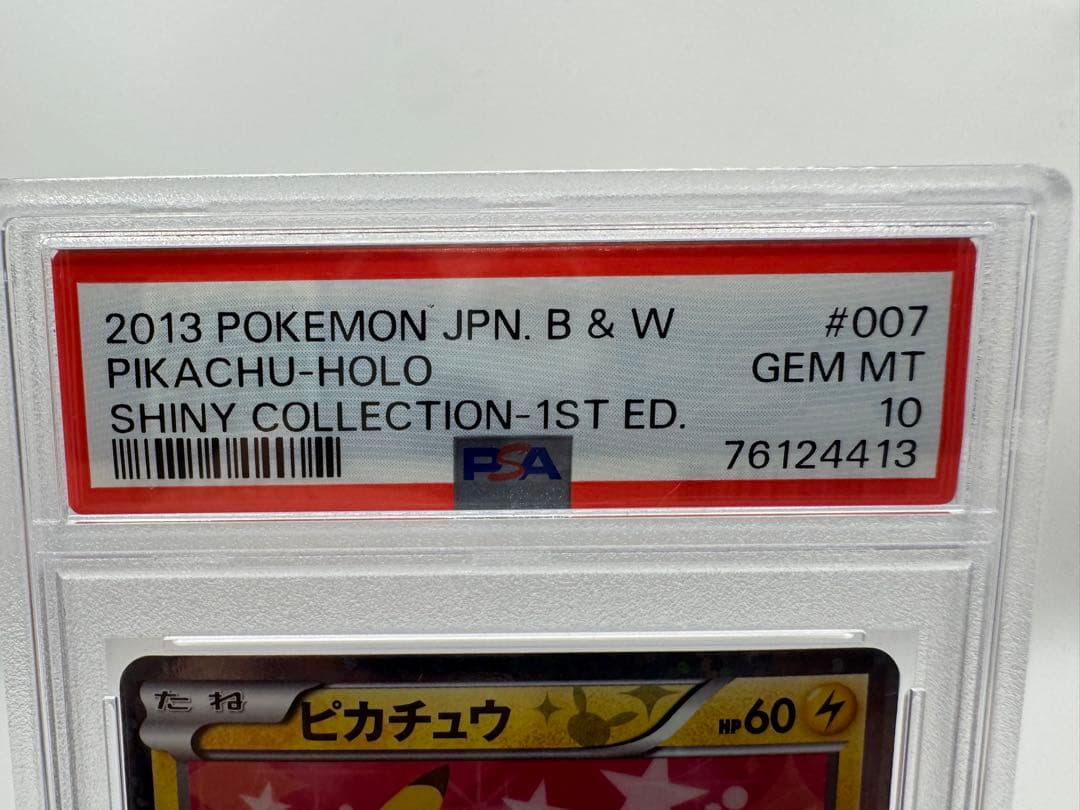 2013 POKEMON JPN. B & W #007
PIKACHU-HOLO GEM MT
SHINY COLLECTION-1ST ED. 10
PSA 76124413
たね ピカチュウ HP60